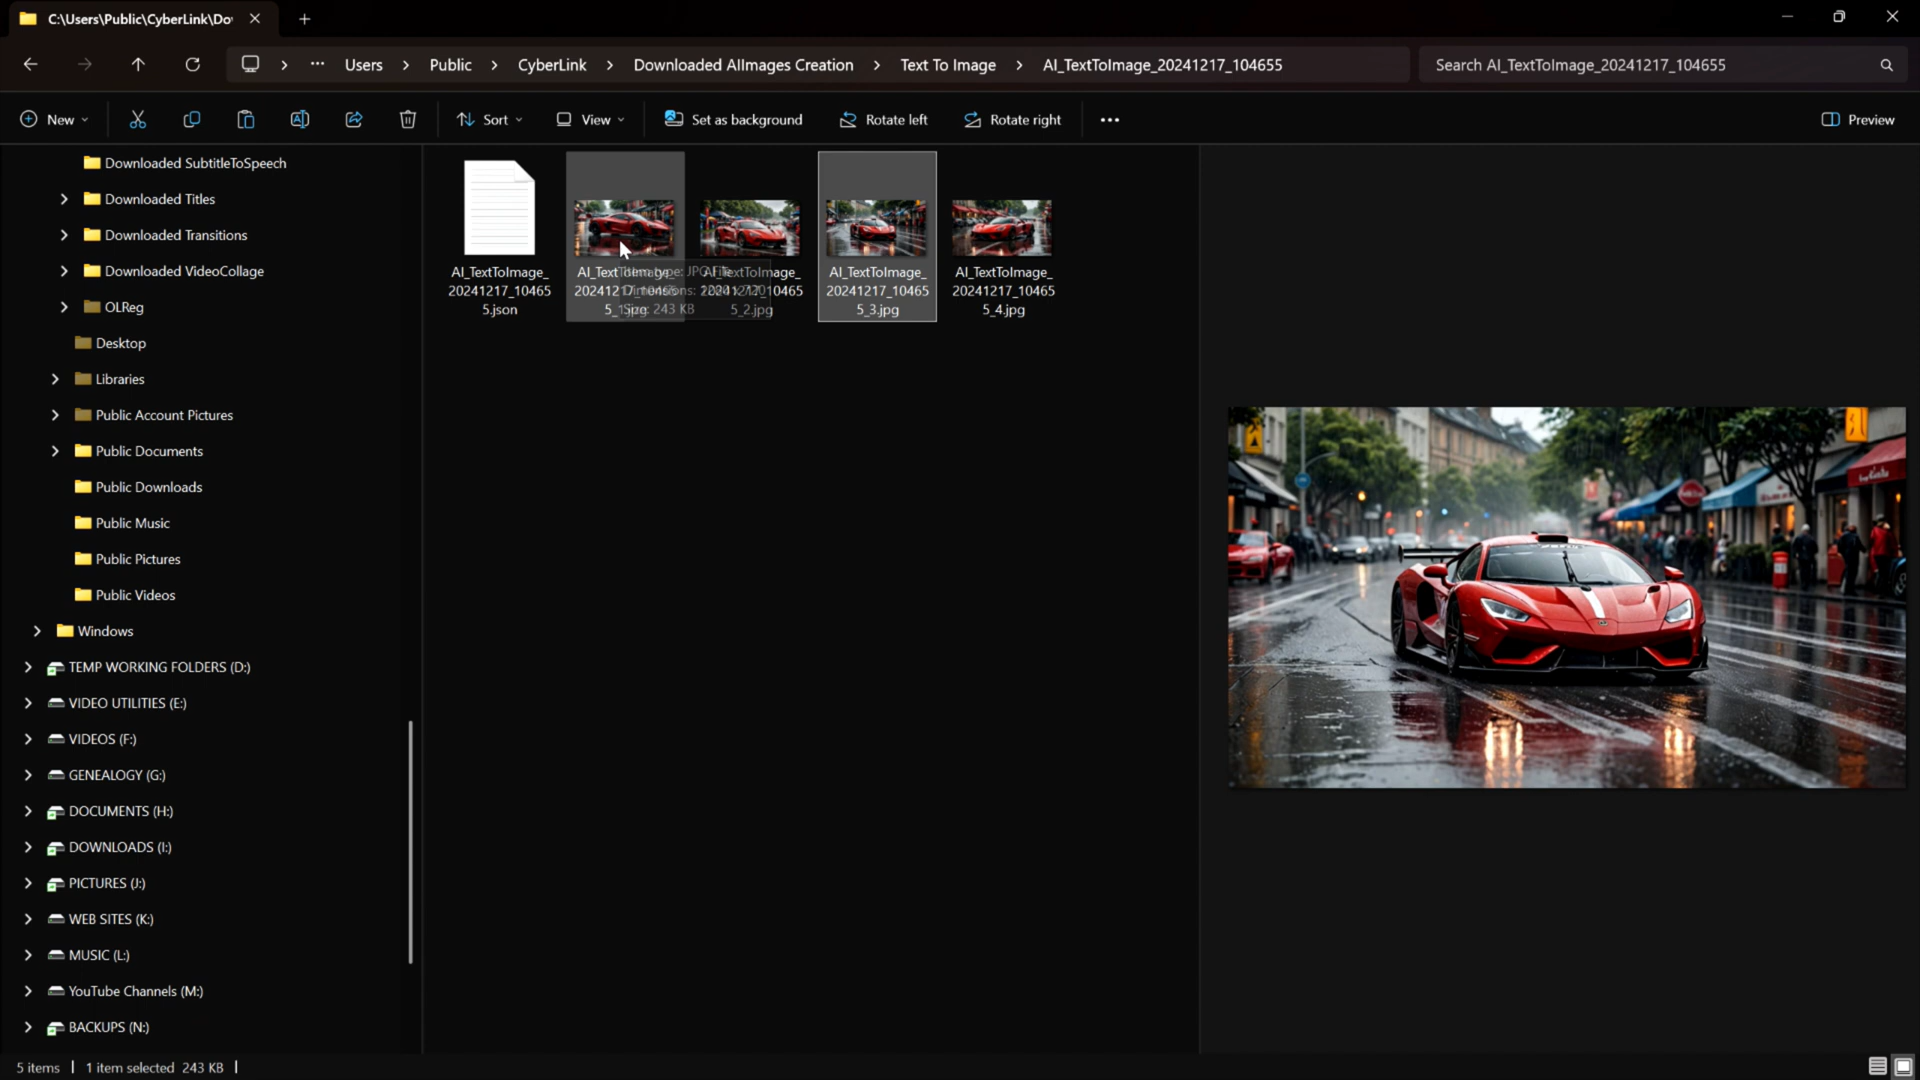 C:\Users\Public\CyberLink\Do
Users
Public
CyberLink
Downloaded AIImages Creation
Text To Image
AI_TextToImage_20241217_104655
Search AI_TextToImage_20241217_104655
New
Sort
View
Set as background
Rotate left
Rotate right
Preview
Downloaded SubtitleToSpeech
Downloaded Titles
Downloaded Transitions
Downloaded VideoCollage
OLReg
Desktop
Libraries
Public Account Pictures
Public Documents
Public Downloads
Public Music
Public Pictures
Public Videos
Windows
TEMP WORKING FOLDERS (D:)
VIDEO UTILITIES (E:)
VIDEOS (F:)
GENEALOGY (G:)
DOCUMENTS (H:)
DOWNLOADS (I:)
PICTURES (J:)
WEB SITES (K:)
MUSIC (L:)
YouTube Channels (M:)
BACKUPS (N:)
AI_TextToImage_
20241217_10465
5.json
5_2.jpg
AI_TextToImage_
20241217_10465
5_3.jpg
AI_TextToImage_
20241217_10465
5_4.jpg
Size: 243 KB
5 items
1 item selected 243 KB